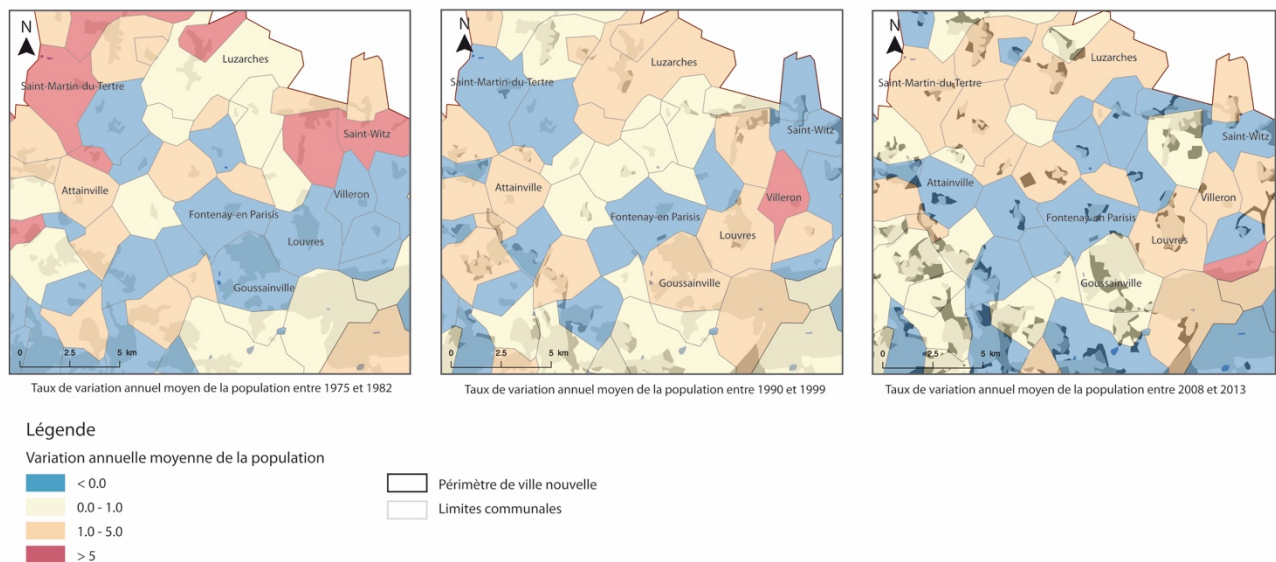 N
Luzarches
Saint-Martin-du-Tertre
Saint-Witz
Attainville
Villeron
Fontenay-en Parisis
Louvres
Goussainville
0 2.5 5 km
Taux de variation annuel moyen de la population entre 1975 et 1982
N
Luzarches
Saint-Martin-du-Tertre
Saint-Witz
Attainville
Villeron
Fontenay-en Parisis
Louvres
Goussainville
0 2.5 5 km
Taux de variation annuel moyen de la population entre 1990 et 1999
N
Luzarches
Saint-Martin-du-Tertre
Saint-Witz
Attainville
Villeron
Fontenay-en Parisis
Louvres
Goussainville
0 2.5 5 km
Taux de variation annuel moyen de la population entre 2008 et 2013
Légende
Variation annuelle moyenne de la population
< 0.0
0.0 - 1.0
1.0 - 5.0
> 5
Périmètre de ville nouvelle
Limites communales